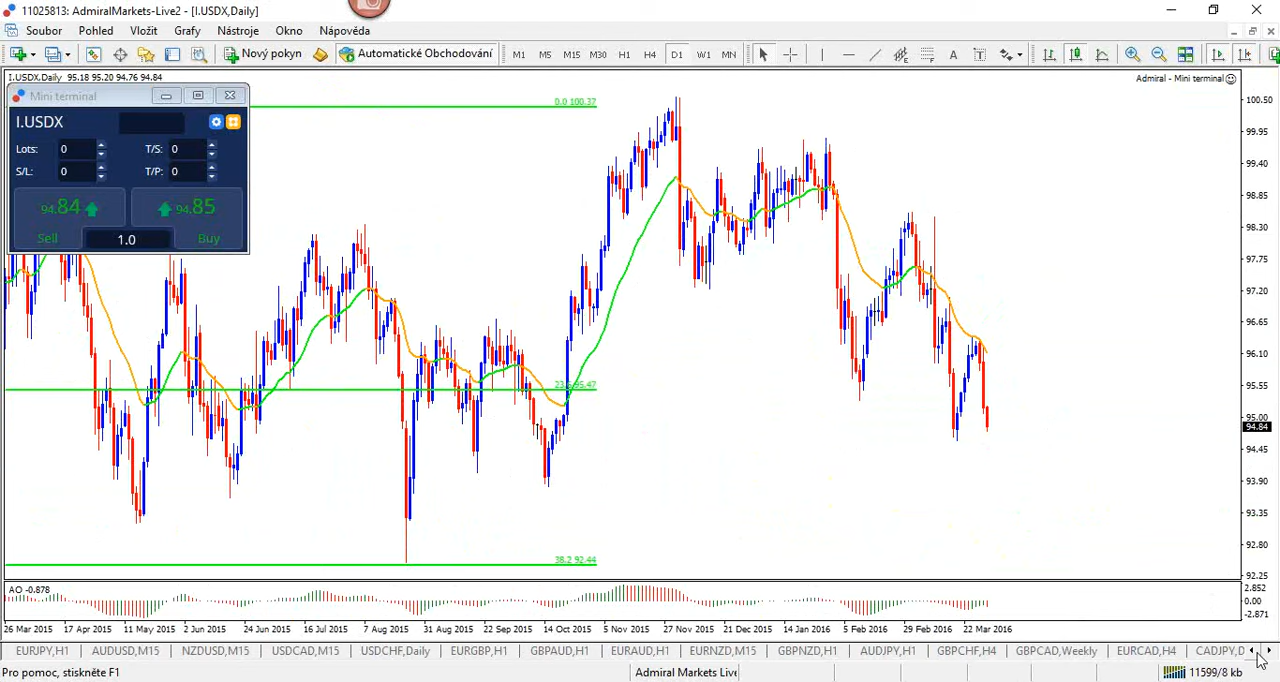 11025813: AdmiralMarkets-Live2 - [I.USDX,Daily]
Soubor Pohled Vložit Grafy Nástroje Okno Nápověda
Nový pokyn Automatické Obchodování M1 M5 M15 M30 H1 H4 D1 W1 MN A T
I.USDX,Daily 95.18 95.20 94.76 94.84
Admiral - Mini terminal
Mini terminal
I.USDX
Lots: 0 T/S: 0
S/L: 0 T/P: 0
94.84 94.85
Sell 1.0 Buy
0.0 100.37
95.47
38.2 92.44
100.50
99.95
99.40
98.85
98.30
97.75
97.20
96.65
96.10
95.55
95.00
94.84
94.45
93.90
93.35
92.80
92.25
AO -0.878
2.852
0.00
-2.871
26 Mar 2015 17 Apr 2015 11 May 2015 2 Jun 2015 24 Jun 2015 16 Jul 2015 7 Aug 2015 31 Aug 2015 22 Sep 2015 14 Oct 2015 5 Nov 2015 27 Nov 2015 21 Dec 2015 14 Jan 2016 5 Feb 2016 29 Feb 2016 22 Mar 2016
EURJPY,H1 AUDUSD,M15 NZDUSD,M15 USDCAD,M15 USDCHF,Daily EURGBP,H1 GBPAUD,H1 EURAUD,H1 EURNZD,M15 GBPNZD,H1 AUDJPY,H1 GBPCHF,H4 GBPCAD,Weekly EURCAD,H4 CADJPY,D
Pro pomoc, stiskněte F1 Admiral Markets Live 11599/8 kb